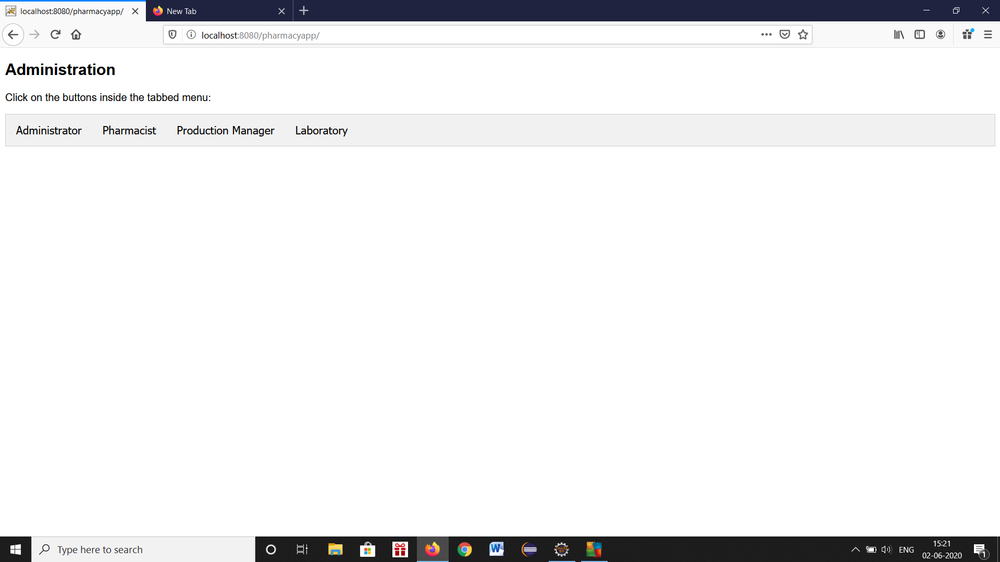 localhost:8080/pharmacyapp/
New Tab
localhost:8080/pharmacyapp/
Administration
Click on the buttons inside the tabbed menu:
Administrator Pharmacist Production Manager Laboratory
Type here to search
ENG
15:21
02-06-2020
1